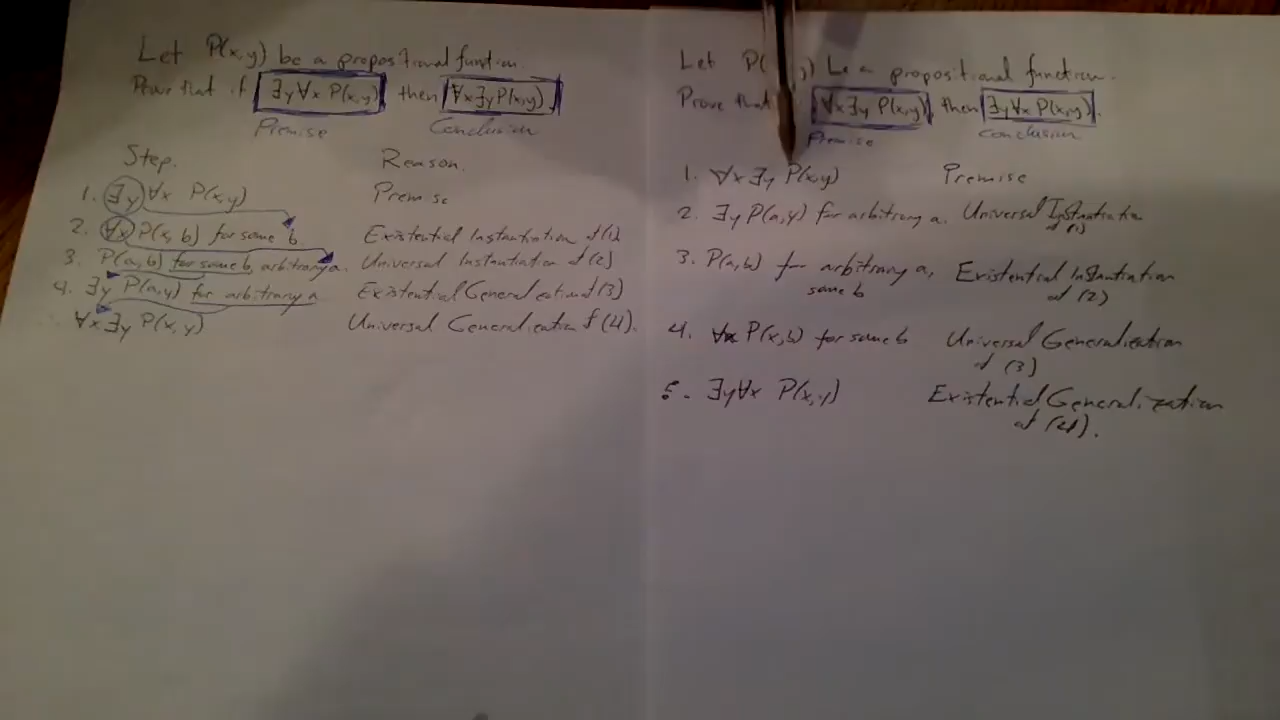 Let P(x,y) be a propositional function.
Prove that if ∃y∀x P(x,y) then ∀x∃y P(x,y).
Premise Conclusion
Step. Reason.
1. ∃y ∀x P(x,y) Premise
2. ∀x P(x,b) for some b Existential Instantiation of (1)
3. P(a,b) for some b, arbitrary a. Universal Instantiation of (2)
4. ∃y P(a,y) for arbitrary a Existential Generalization of (3)
∀x∃y P(x,y) Universal Generalization of (4).
Let P( y) be a propositional function.
Prove that ∀x∃y P(x,y), then ∃y∀x P(x,y).
Premise Conclusion
1. ∀x∃y P(x,y) Premise
2. ∃y P(a,y) for arbitrary a. Universal Instantiation
of (1)
3. P(a,b) for arbitrary a, Existential Instantiation
some b of (2)
4. ∀x P(x,b) for some b Universal Generalization
of (3)
5. ∃y∀x P(x,y) Existential Generalization
of (4).